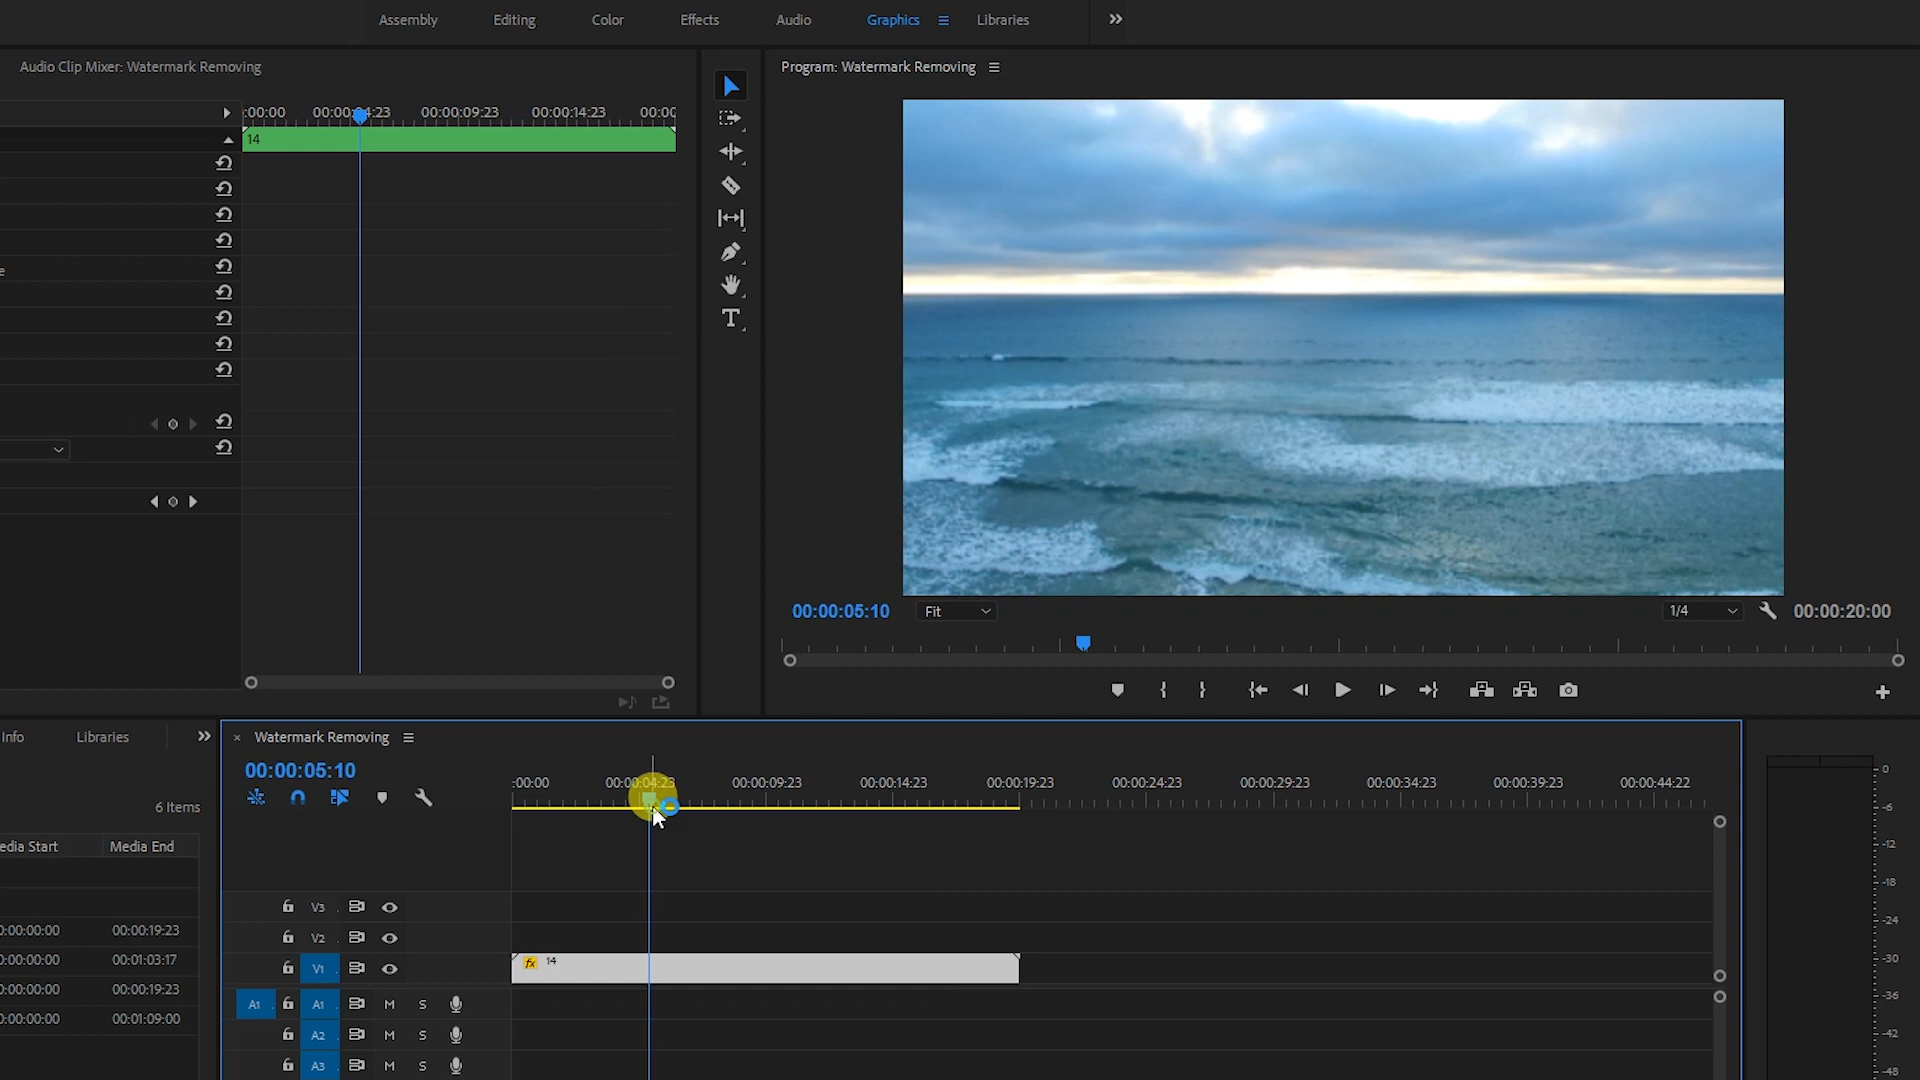 Assembly Editing Color Effects Audio Graphics Libraries
Audio Clip Mixer: Watermark Removing
Program: Watermark Removing
:00:00 00:00:04:23 00:00:09:23 00:00:14:23 00:00
14
e
00:00:05:10 Fit 1/4 00:00:20:00
Info Libraries
Watermark Removing
00:00:05:10
:00:00 00:00:04:23 00:00:09:23 00:00:14:23 00:00:19:23 00:00:24:23 00:00:29:23 00:00:34:23 00:00:39:23 00:00:44:22
6 Items
edia Start Media End
V3
V2
0:00:00:00 00:00:19:23
0:00:00:00 00:01:03:17
0:00:00:00 00:00:19:23
0:00:00:00 00:01:09:00
V1 fx 14
A1 A1 M S
A2 M S
A3 M S
0
-6
-12
-18
-24
-30
-36
-42
-48